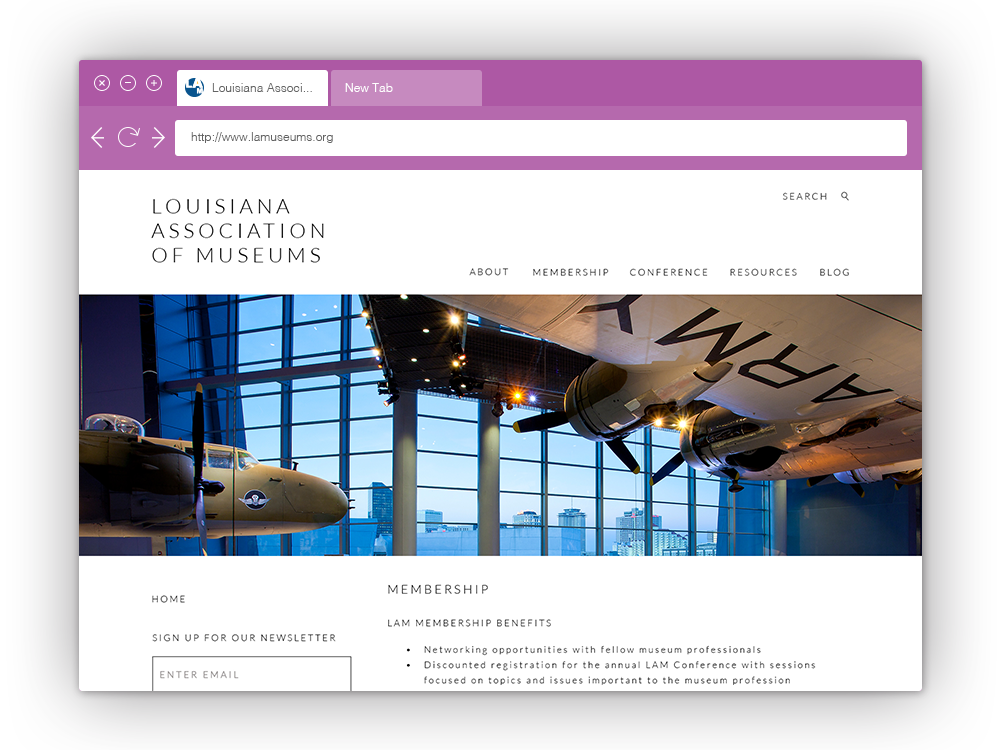 Louisiana Associ...
New Tab
http://www.lamuseums.org
LOUISIANA
ASSOCIATION
OF MUSEUMS
SEARCH
ABOUT MEMBERSHIP CONFERENCE RESOURCES BLOG
ARMY
HOME
SIGN UP FOR OUR NEWSLETTER
ENTER EMAIL
MEMBERSHIP
LAM MEMBERSHIP BENEFITS
• Networking opportunities with fellow museum professionals
• Discounted registration for the annual LAM Conference with sessions
focused on topics and issues important to the museum profession